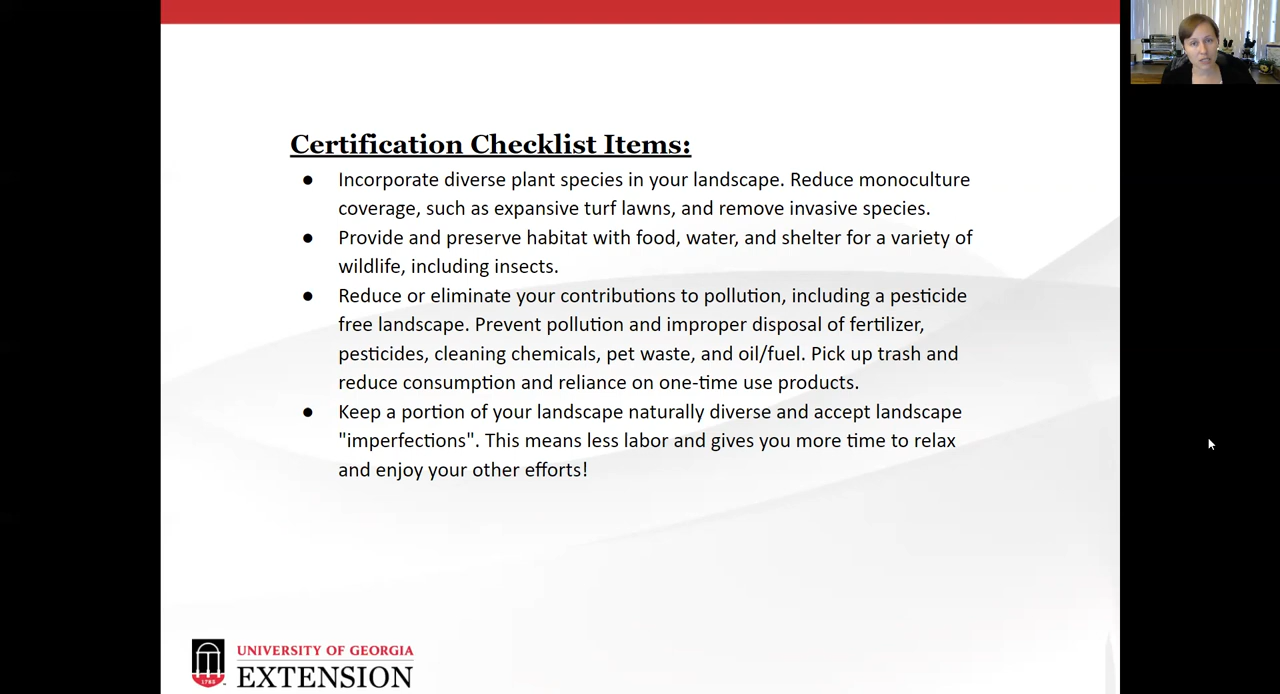 Certification Checklist Items:
● Incorporate diverse plant species in your landscape. Reduce monoculture
coverage, such as expansive turf lawns, and remove invasive species.
● Provide and preserve habitat with food, water, and shelter for a variety of
wildlife, including insects.
● Reduce or eliminate your contributions to pollution, including a pesticide
free landscape. Prevent pollution and improper disposal of fertilizer,
pesticides, cleaning chemicals, pet waste, and oil/fuel. Pick up trash and
reduce consumption and reliance on one-time use products.
● Keep a portion of your landscape naturally diverse and accept landscape
"imperfections". This means less labor and gives you more time to relax
and enjoy your other efforts!
1785
UNIVERSITY OF GEORGIA
EXTENSION